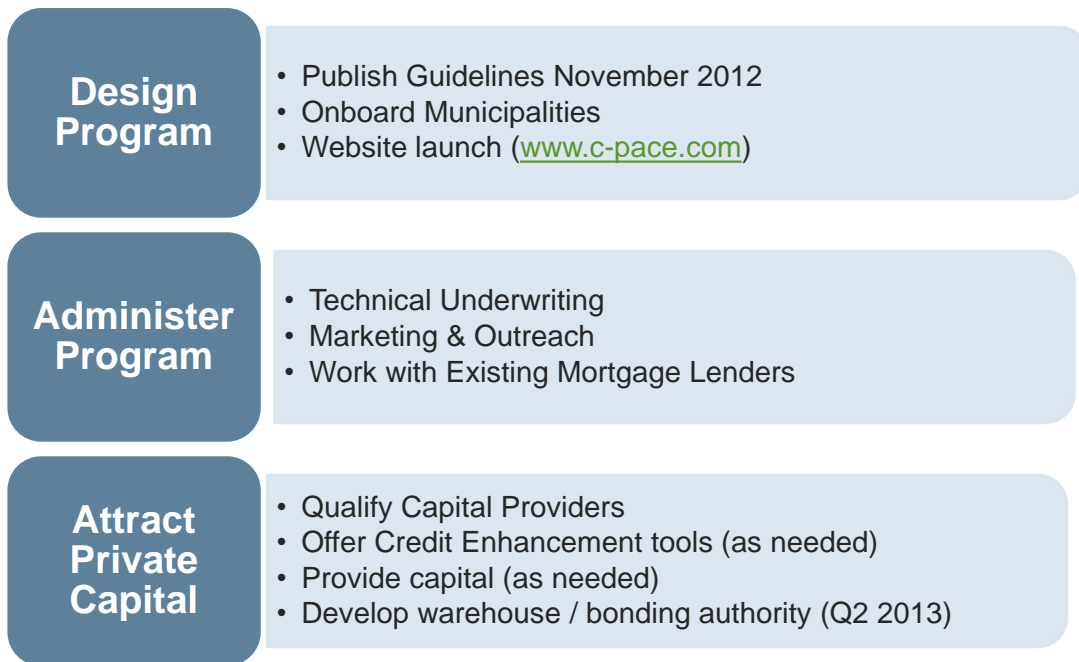 Design
Program
• Publish Guidelines November 2012
• Onboard Municipalities
• Website launch (www.c-pace.com)
Administer
Program
• Technical Underwriting
• Marketing & Outreach
• Work with Existing Mortgage Lenders
Attract
Private
Capital
• Qualify Capital Providers
• Offer Credit Enhancement tools (as needed)
• Provide capital (as needed)
• Develop warehouse / bonding authority (Q2 2013)